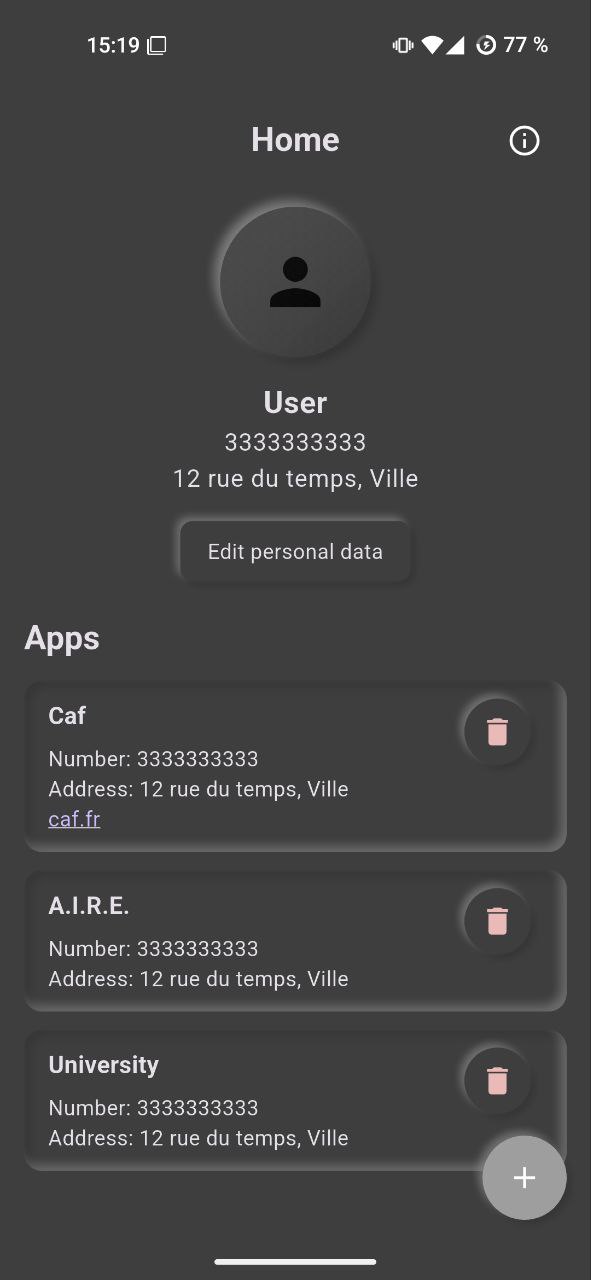 15:19
77 %
Home
User
3333333333
12 rue du temps, Ville
Edit personal data
Apps
Caf
Number: 3333333333
Address: 12 rue du temps, Ville
caf.fr
A.I.R.E.
Number: 3333333333
Address: 12 rue du temps, Ville
University
Number: 3333333333
Address: 12 rue du temps, Ville